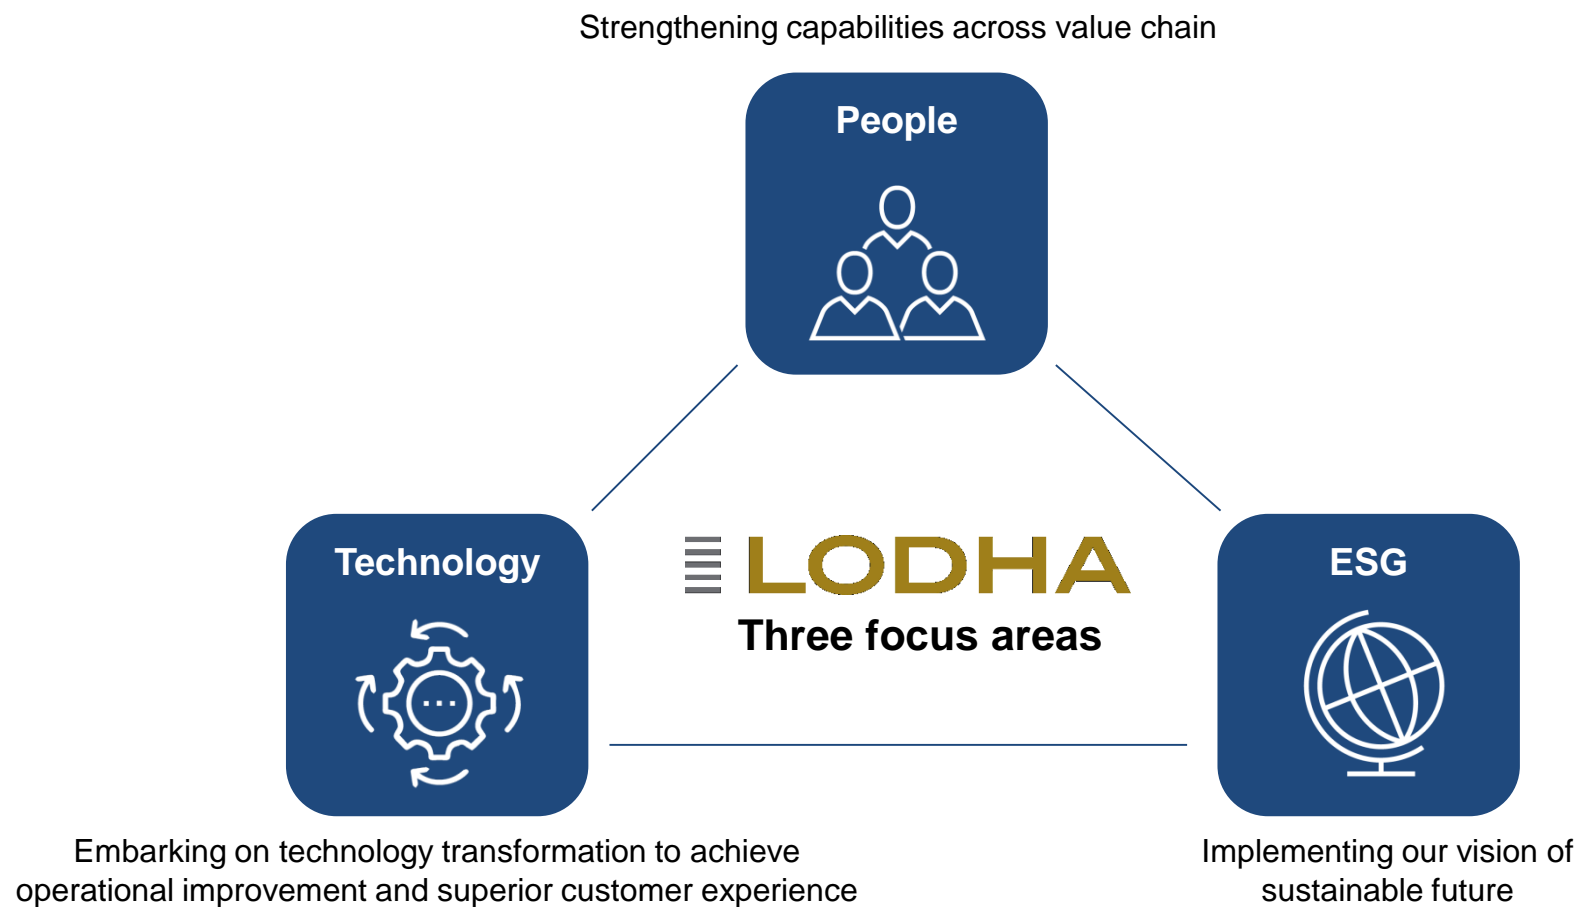 Strengthening capabilities across value chain
People
Technology
LODHA
Three focus areas
ESG
Embarking on technology transformation to achieve
operational improvement and superior customer experience
Implementing our vision of
sustainable future